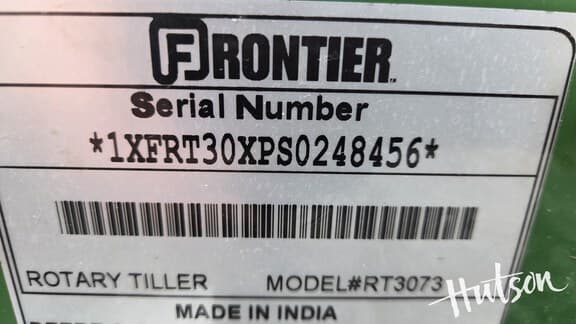 FRONTIER
Serial Number
*1XFRT30XPS0248456*
ROTARY TILLER MODEL#RT3073
Hutson
MADE IN INDIA